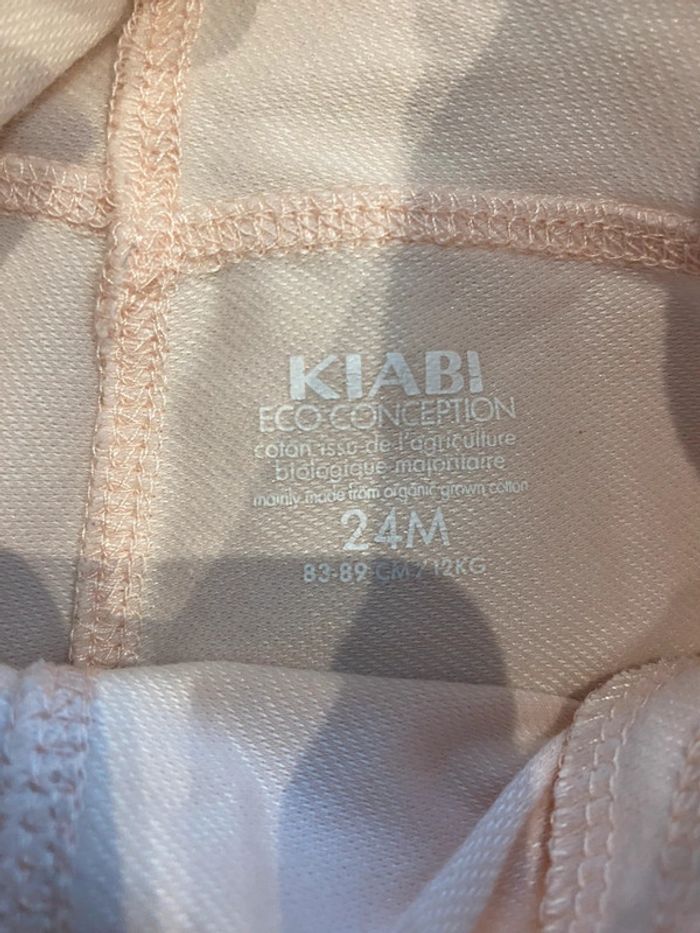 KIABI
ECO-CONCEPTION
coton issu de l'agriculture
biologique majoritaire
mainly made from organic grown cotton
24M
83-89 CM / 12KG